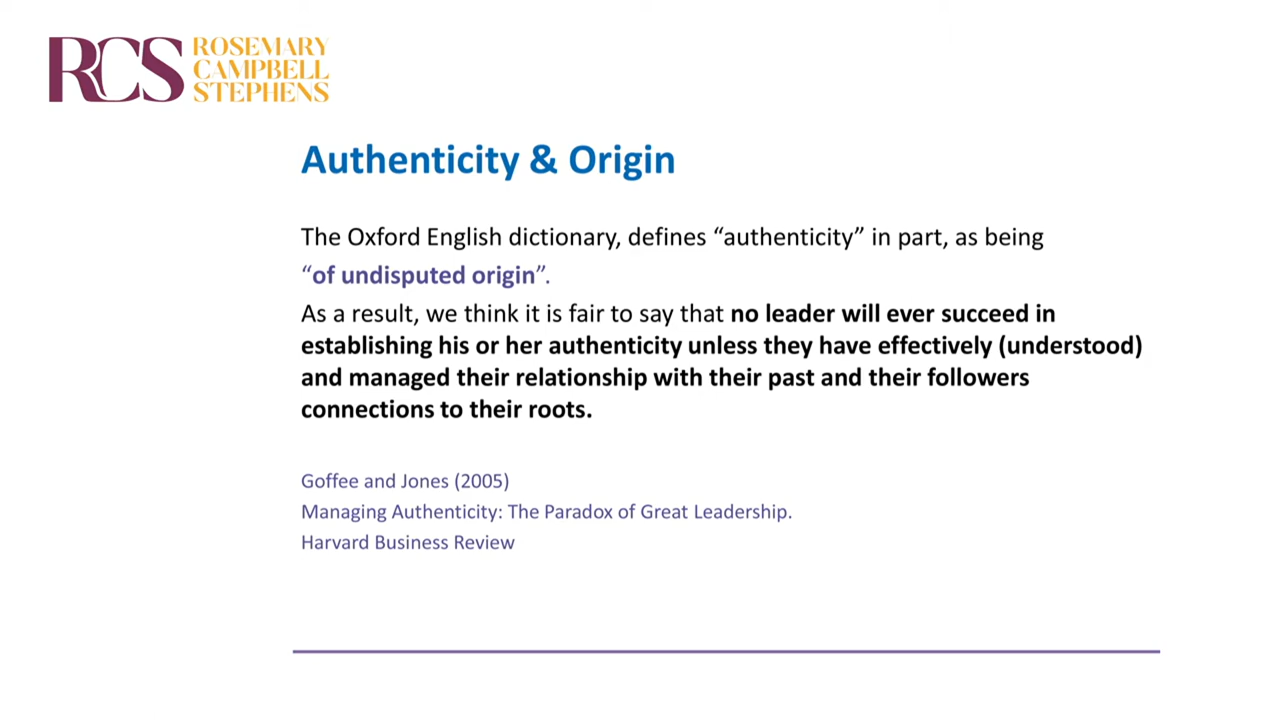 RCS ROSEMARY
CAMPBELL
STEPHENS
Authenticity & Origin
The Oxford English dictionary, defines “authenticity” in part, as being
“of undisputed origin”.
As a result, we think it is fair to say that no leader will ever succeed in
establishing his or her authenticity unless they have effectively (understood)
and managed their relationship with their past and their followers
connections to their roots.
Goffee and Jones (2005)
Managing Authenticity: The Paradox of Great Leadership.
Harvard Business Review